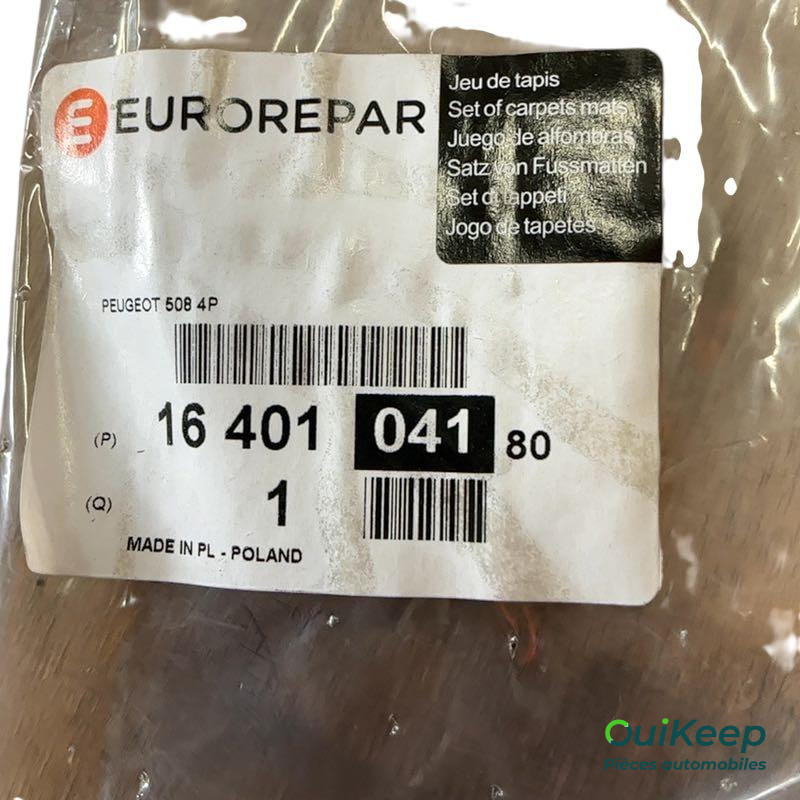 EUROREPAR
Jeu de tapis
Set of carpets mats
Juego de alfombras
Satz von Fussmatten
Set di tappeti
Jogo de tapetes
PEUGEOT 508 4P
(P) 16 401 041 80
(Q) 1
MADE IN PL - POLAND
OuiKeep
Pièces automobiles